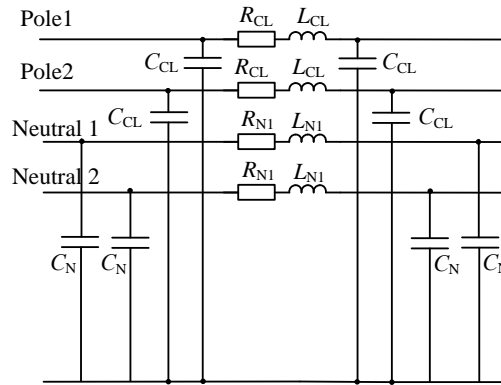 Pole1
R_CL L_CL
C_CL C_CL
Pole2
R_CL L_CL
C_CL C_CL
Neutral 1
R_N1 L_N1
Neutral 2
R_N1 L_N1
C_N C_N C_N C_N